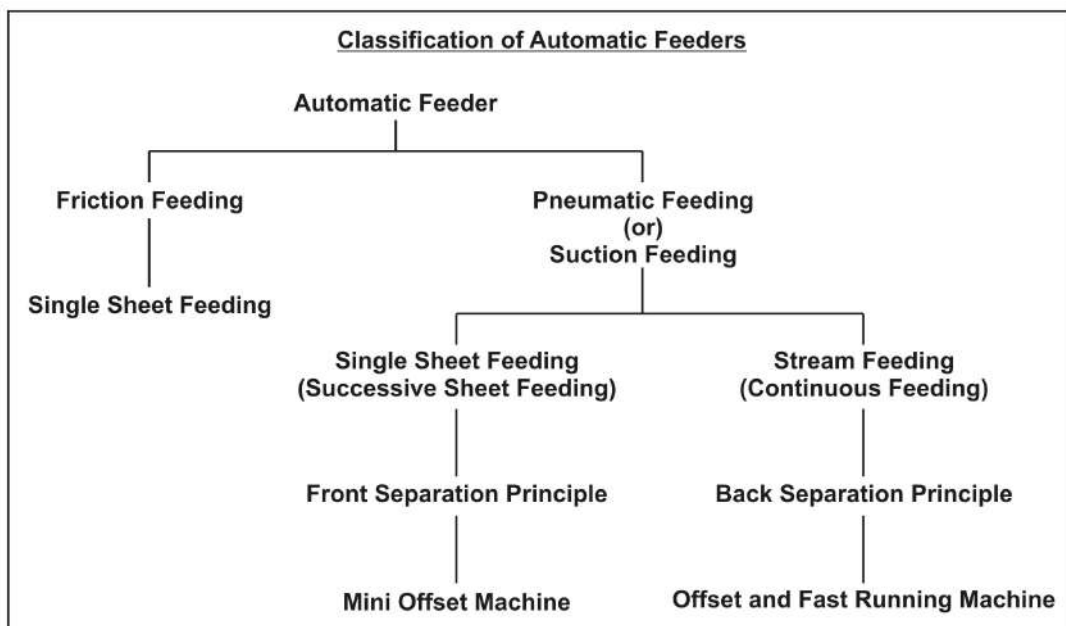 Classification of Automatic Feeders
Automatic Feeder
Friction Feeding
Pneumatic Feeding
(or)
Suction Feeding
Single Sheet Feeding
Single Sheet Feeding
(Successive Sheet Feeding)
Stream Feeding
(Continuous Feeding)
Front Separation Principle
Back Separation Principle
Mini Offset Machine
Offset and Fast Running Machine